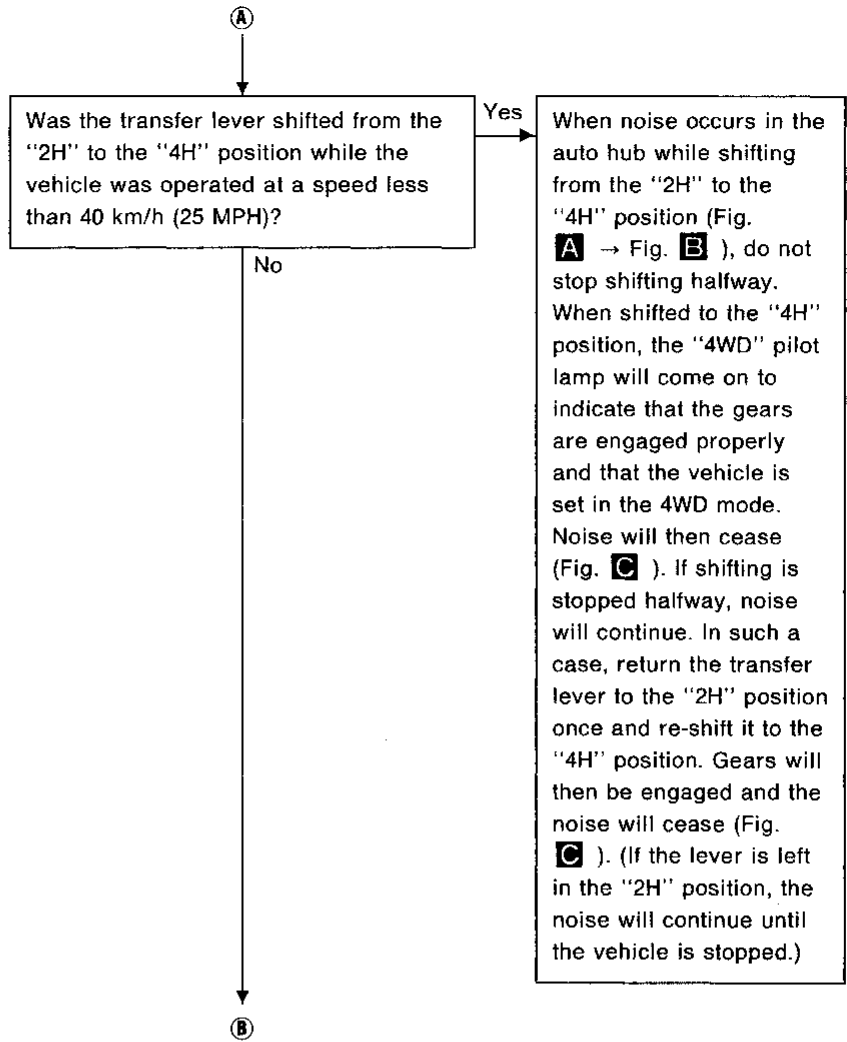 A
Was the transfer lever shifted from the
"2H" to the "4H" position while the
vehicle was operated at a speed less
than 40 km/h (25 MPH)?
Yes
No
When noise occurs in the
auto hub while shifting
from the "2H" to the
"4H" position (Fig.
A → Fig. B ), do not
stop shifting halfway.
When shifted to the "4H"
position, the "4WD" pilot
lamp will come on to
indicate that the gears
are engaged properly
and that the vehicle is
set in the 4WD mode.
Noise will then cease
(Fig. C ). If shifting is
stopped halfway, noise
will continue. In such a
case, return the transfer
lever to the "2H" position
once and re-shift it to the
"4H" position. Gears will
then be engaged and the
noise will cease (Fig.
C ). (If the lever is left
in the "2H" position, the
noise will continue until
the vehicle is stopped.)
B